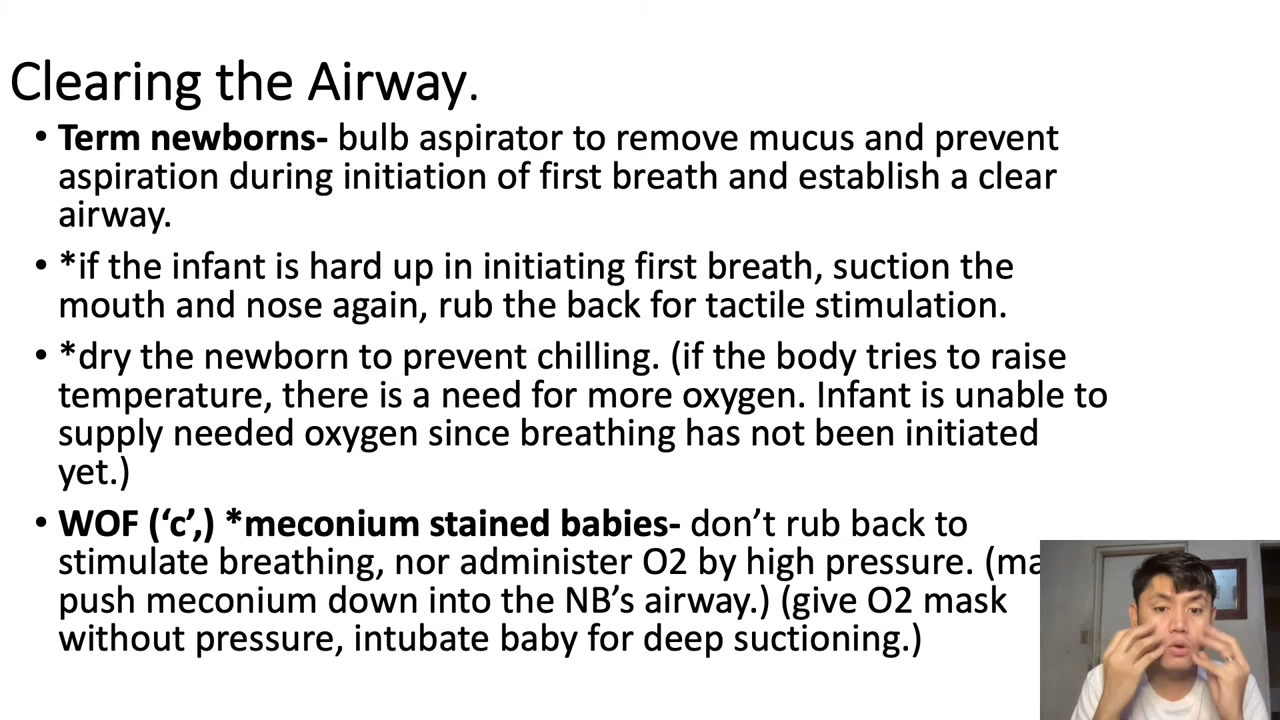 Clearing the Airway.
• Term newborns- bulb aspirator to remove mucus and prevent
aspiration during initiation of first breath and establish a clear
airway.
• *if the infant is hard up in initiating first breath, suction the
mouth and nose again, rub the back for tactile stimulation.
• *dry the newborn to prevent chilling. (if the body tries to raise
temperature, there is a need for more oxygen. Infant is unable to
supply needed oxygen since breathing has not been initiated
yet.)
• WOF (‘c’,) *meconium stained babies- don’t rub back to
stimulate breathing, nor administer O2 by high pressure.
push meconium down into the NB’s airway.) (give O2 mask
without pressure, intubate baby for deep suctioning.)